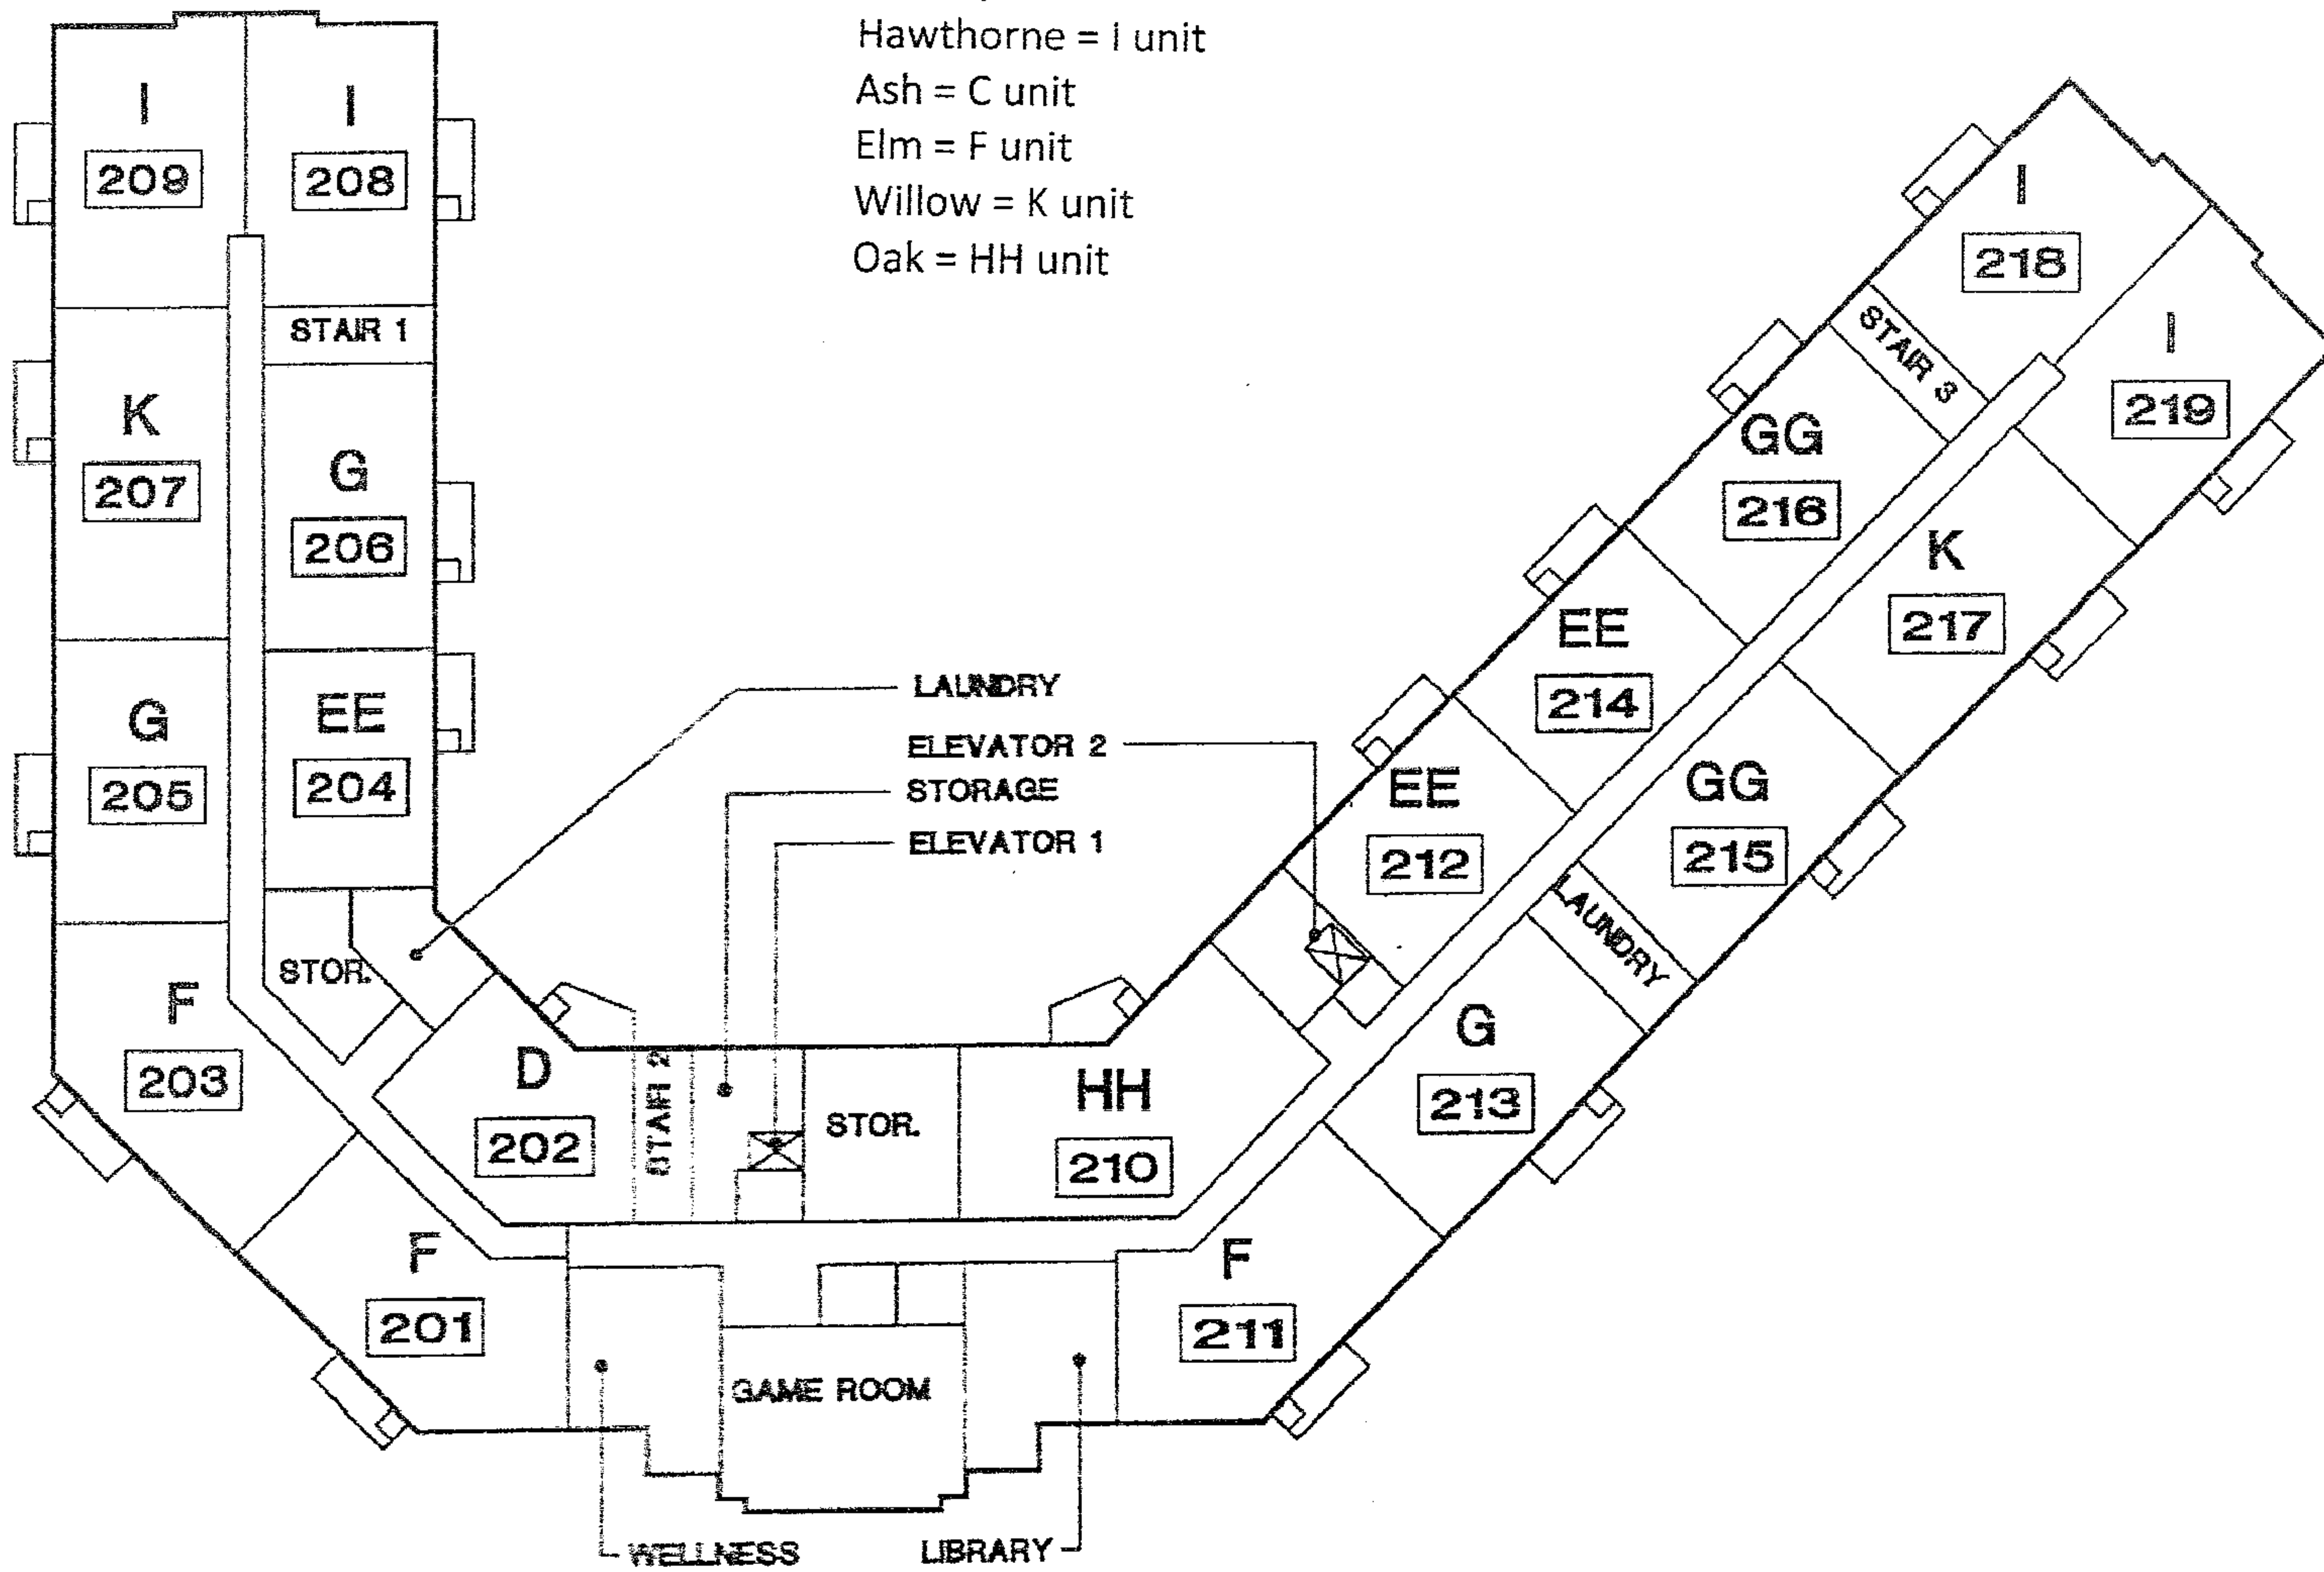 Hawthorne = I unit
Ash = C unit
Elm = F unit
Willow = K unit
Oak = HH unit
I
209
I
208
STAIR 1
K
207
G
206
G
205
EE
204
STOR.
F
203
F
201
LAUNDRY
ELEVATOR 2
STORAGE
ELEVATOR 1
D
202
STAIR 2
STOR.
HH
210
I
218
STAIR 3
I
219
GG
216
K
217
EE
214
GG
215
EE
212
LAUNDRY
G
213
F
211
GAME ROOM
WELLNESS
LIBRARY